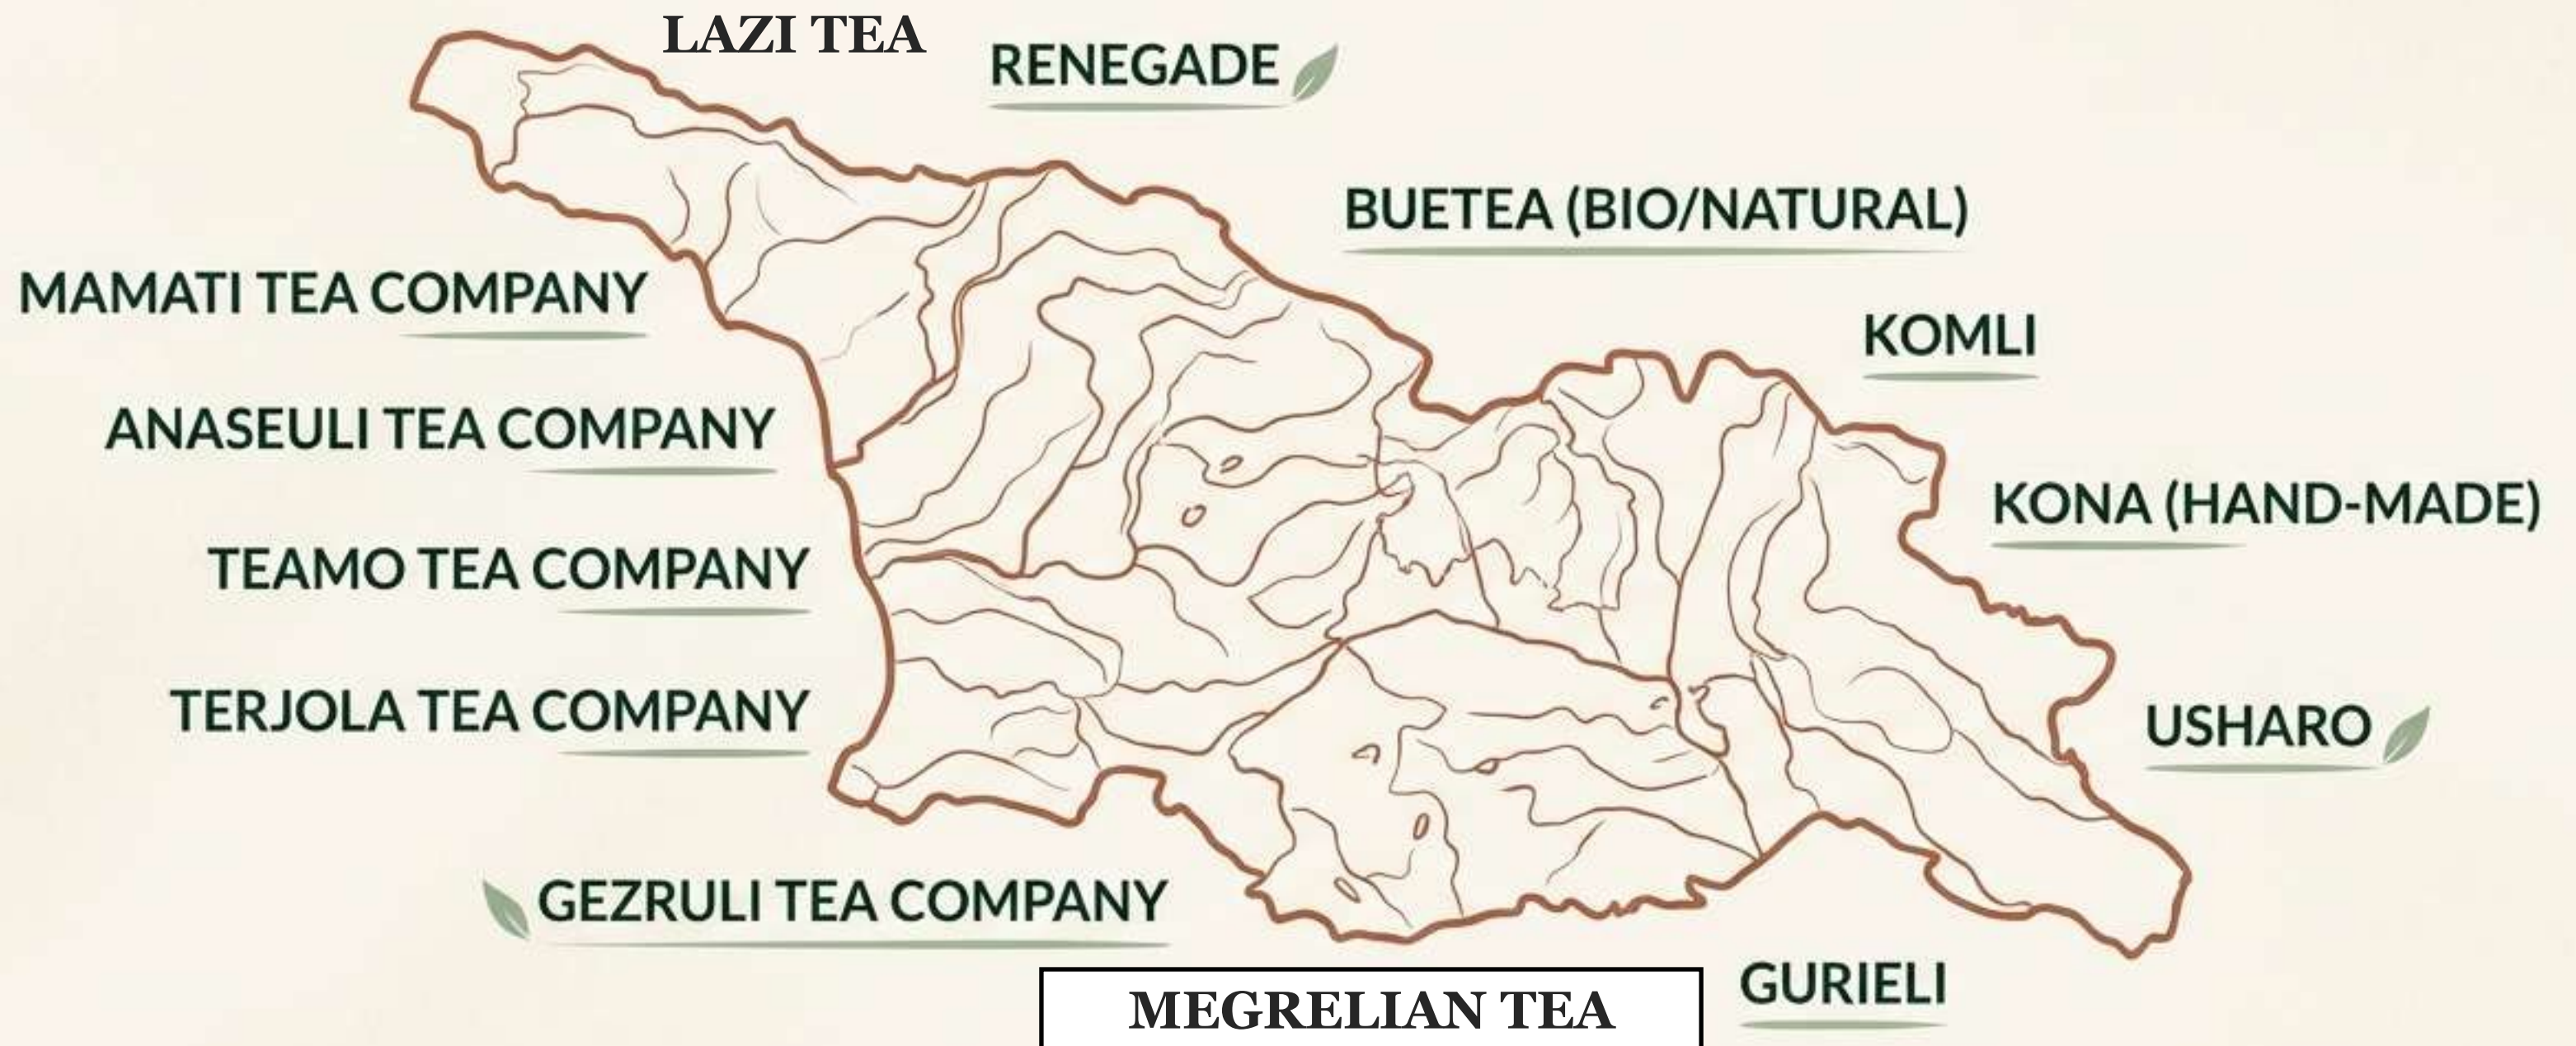 LAZI TEA
RENEGADE
BUETEA (BIO/NATURAL)
MAMATI TEA COMPANY
KOMLI
ANASEULI TEA COMPANY
KONA (HAND-MADE)
TEAMO TEA COMPANY
TERJOLA TEA COMPANY
USHARO
GEZRULI TEA COMPANY
GURIELI
MEGRELIAN TEA